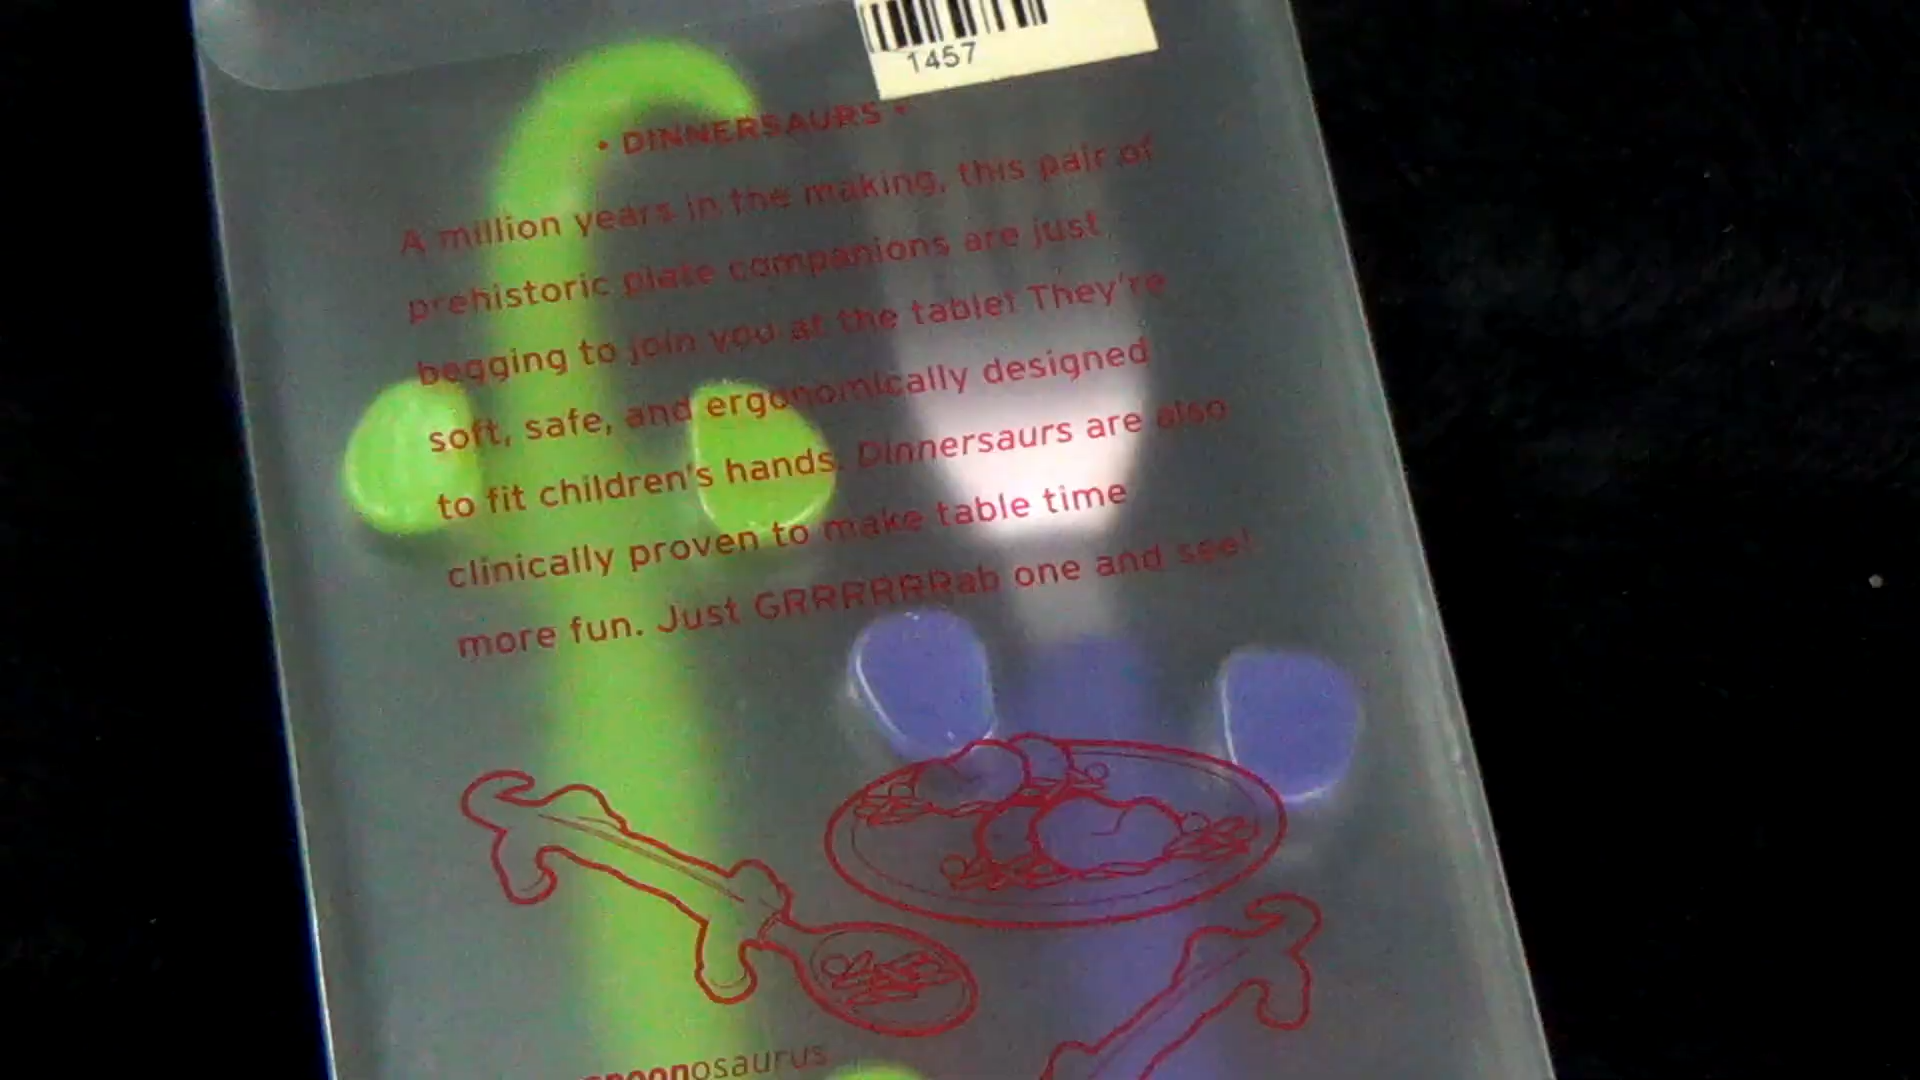 1457
• DINNERSAURS •
A million years in the making, this pair of
prehistoric plate companions are just
begging to join you at the table! They're
soft, safe, and ergonomically designed
to fit children's hands. Dinnersaurs are also
clinically proven to make table time
more fun. Just GRRRRRRab one and see!
spoonosaurus